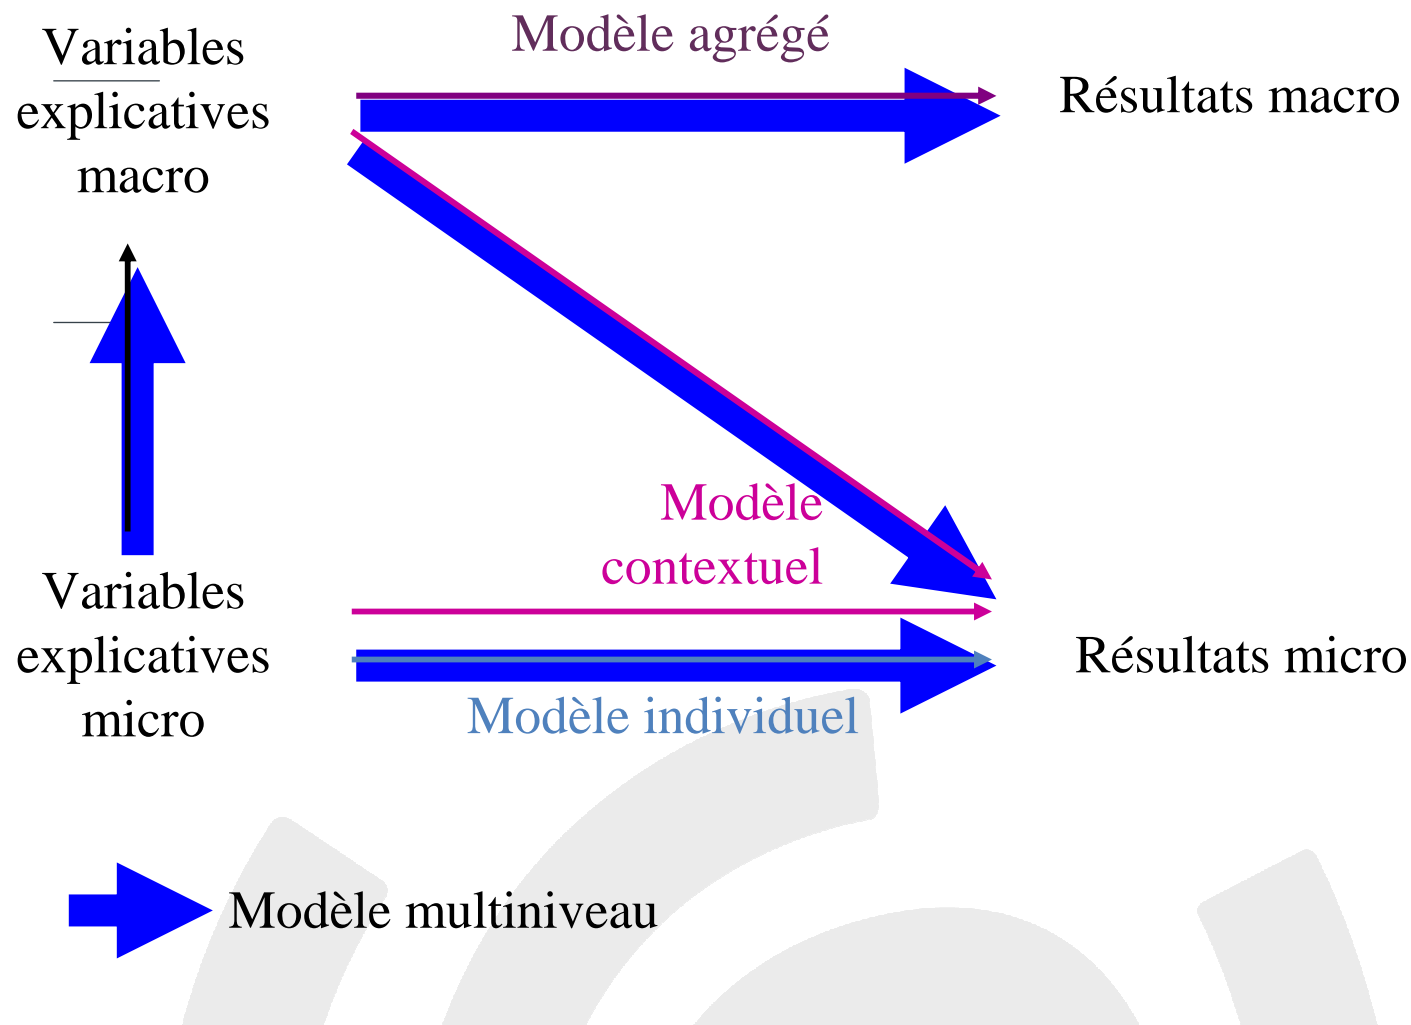 Modèle agrégé
Variables
explicatives
macro
Résultats macro
Modèle
contextuel
Variables
explicatives
micro
Résultats micro
Modèle individuel
Modèle multiniveau